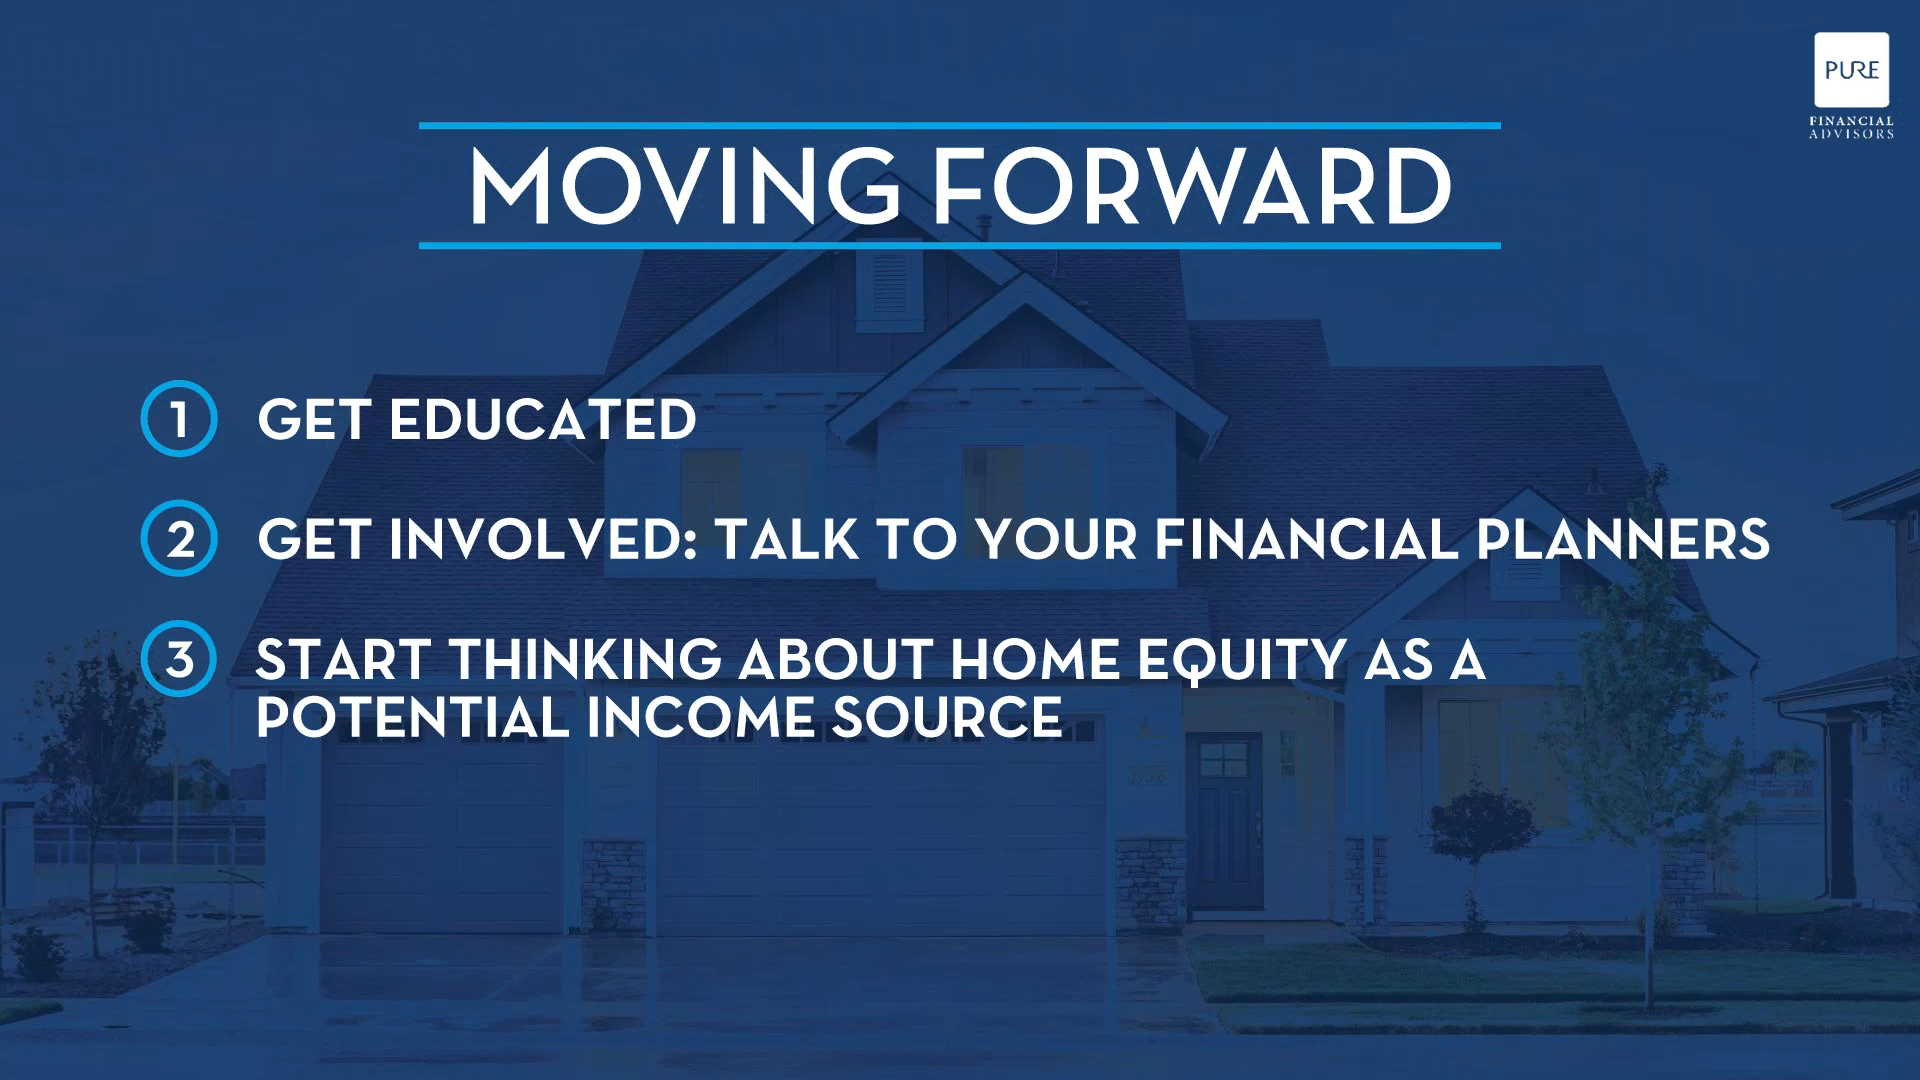 PURE
FINANCIAL
ADVISORS
MOVING FORWARD
1 GET EDUCATED
2 GET INVOLVED: TALK TO YOUR FINANCIAL PLANNERS
3 START THINKING ABOUT HOME EQUITY AS A
POTENTIAL INCOME SOURCE